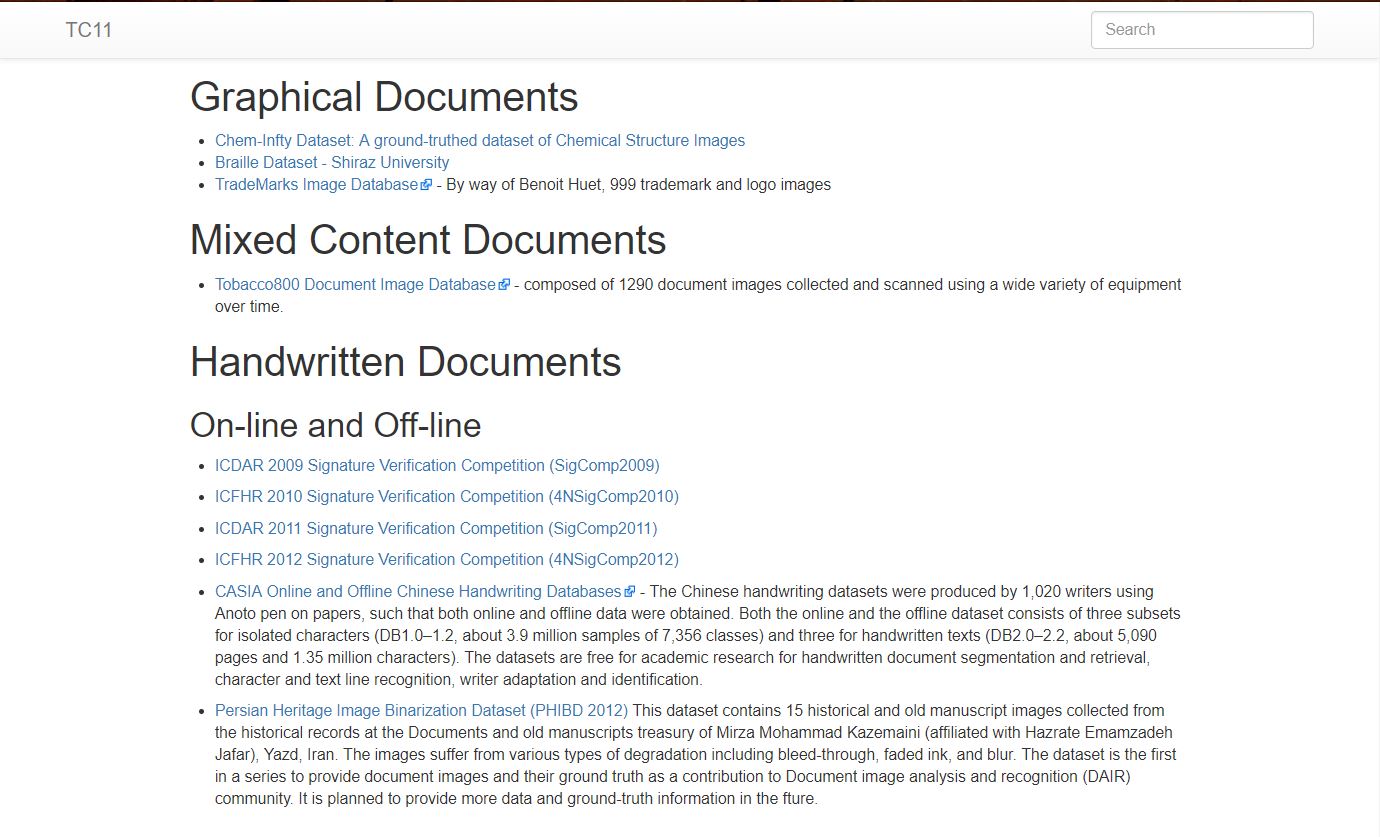 TC11
Search
Graphical Documents
Chem-Infty Dataset: A ground-truthed dataset of Chemical Structure Images
Braille Dataset - Shiraz University
TradeMarks Image Database - By way of Benoit Huet, 999 trademark and logo images
Mixed Content Documents
Tobacco800 Document Image Database - composed of 1290 document images collected and scanned using a wide variety of equipment
over time.
Handwritten Documents
On-line and Off-line
ICDAR 2009 Signature Verification Competition (SigComp2009)
ICFHR 2010 Signature Verification Competition (4NSigComp2010)
ICDAR 2011 Signature Verification Competition (SigComp2011)
ICFHR 2012 Signature Verification Competition (4NSigComp2012)
CASIA Online and Offline Chinese Handwriting Databases - The Chinese handwriting datasets were produced by 1,020 writers using
Anoto pen on papers, such that both online and offline data were obtained. Both the online and the offline dataset consists of three subsets
for isolated characters (DB1.0–1.2, about 3.9 million samples of 7,356 classes) and three for handwritten texts (DB2.0–2.2, about 5,090
pages and 1.35 million characters). The datasets are free for academic research for handwritten document segmentation and retrieval,
character and text line recognition, writer adaptation and identification.
Persian Heritage Image Binarization Dataset (PHIBD 2012) This dataset contains 15 historical and old manuscript images collected from
the historical records at the Documents and old manuscripts treasury of Mirza Mohammad Kazemaini (affiliated with Hazrate Emamzadeh
Jafar), Yazd, Iran. The images suffer from various types of degradation including bleed-through, faded ink, and blur. The dataset is the first
in a series to provide document images and their ground truth as a contribution to Document image analysis and recognition (DAIR)
community. It is planned to provide more data and ground-truth information in the fture.